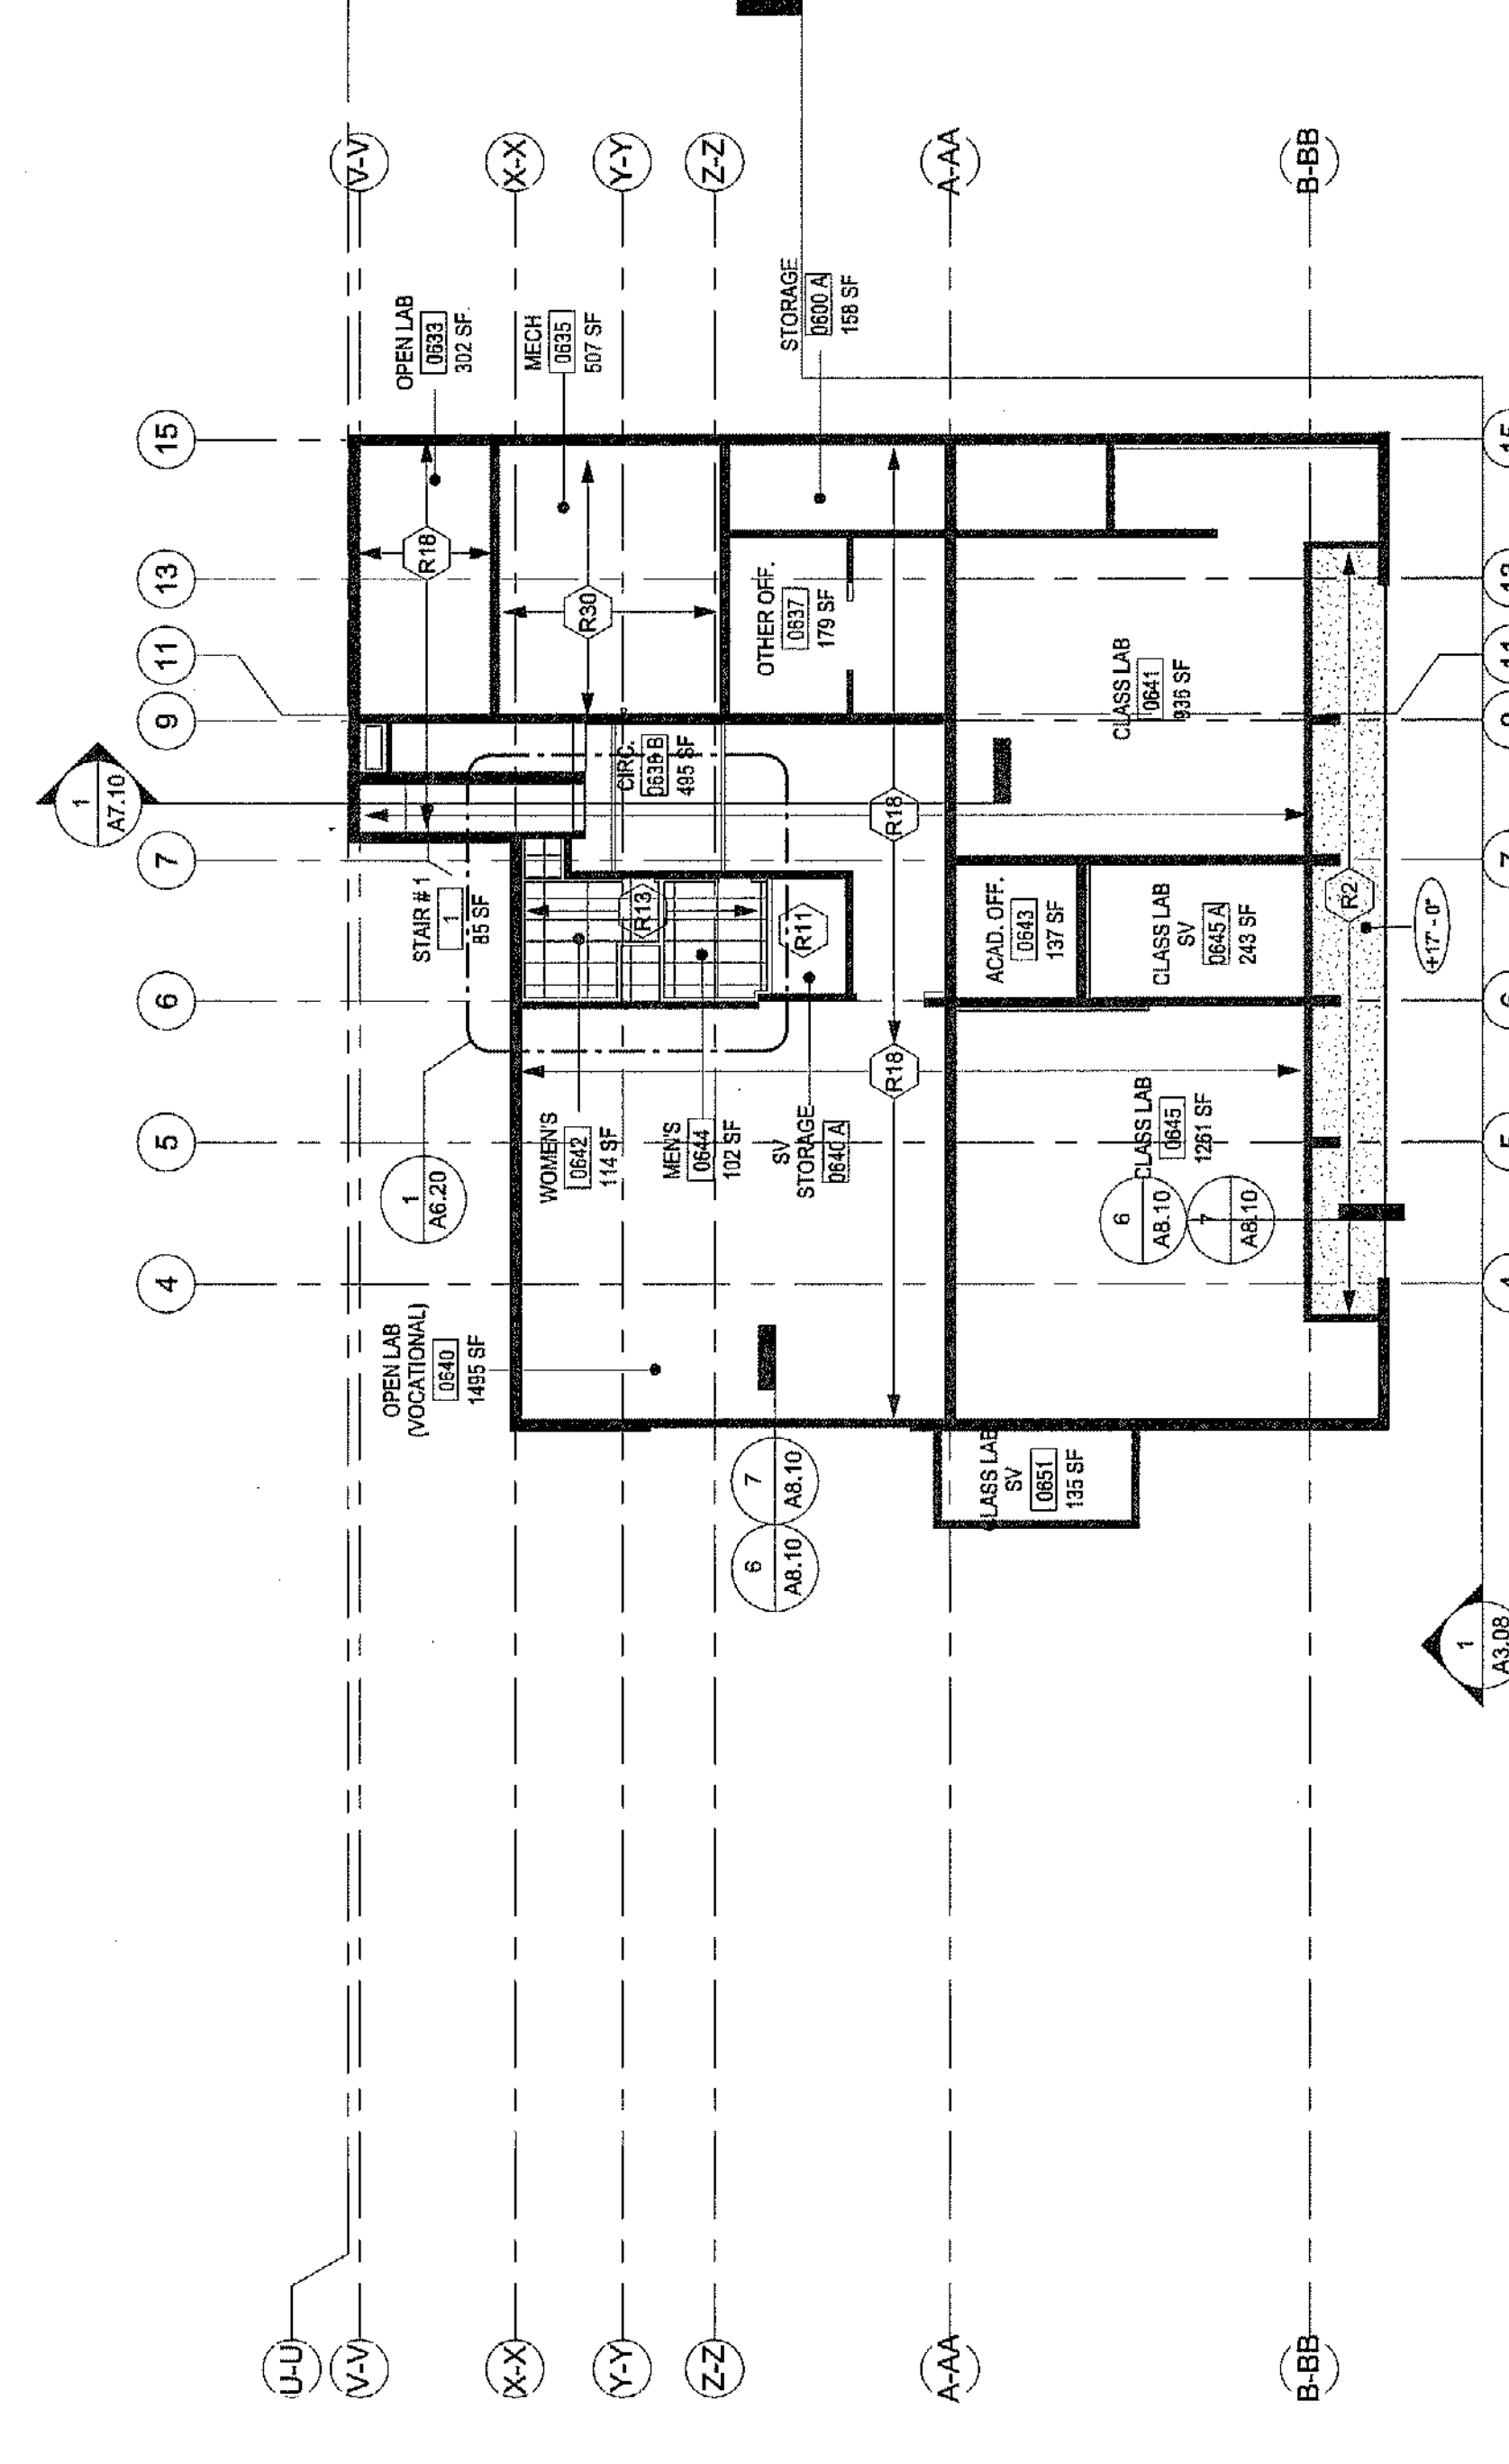 U-U
V-V
X-X
Y-Y
Z-Z
A-AA
B-BB
V-V
X-X
Y-Y
Z-Z
A-AA
B-BB
4
5
6
7
9
11
13
15
1
A7.10
1
A6.20
OPEN LAB
0633
302 SF
MECH
0635
507 SF
STORAGE
0600 A
158 SF
OTHER OFF.
0637
179 SF
CIRC.
495 SF
STAIR # 1
1
85 SF
WOMEN'S
0642
114 SF
MEN'S
0644
102 SF
SV
STORAGE
0640 A
OPEN LAB
(VOCATIONAL)
0640
1495 SF
CLASS LAB
0641
936 SF
ACAD. OFF.
0643
137 SF
CLASS LAB
SV
0645 A
243 SF
CLASS LAB
0645
1261 SF
LASS LAB
SV
0651
135 SF
R18
R30
R13
R11
R18
R18
R2
+17' - 0"
6
A8.10
7
A8.10
7
A8.10
6
A8.10
1
A3.08